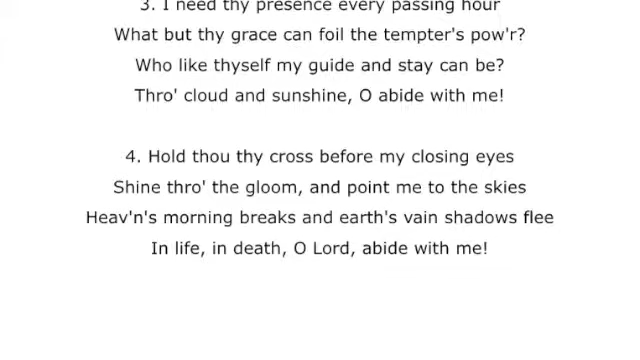 3. I need thy presence every passing hour
What but thy grace can foil the tempter's pow'r?
Who like thyself my guide and stay can be?
Thro' cloud and sunshine, O abide with me!
4. Hold thou thy cross before my closing eyes
Shine thro' the gloom, and point me to the skies
Heav'n's morning breaks and earth's vain shadows flee
In life, in death, O Lord, abide with me!